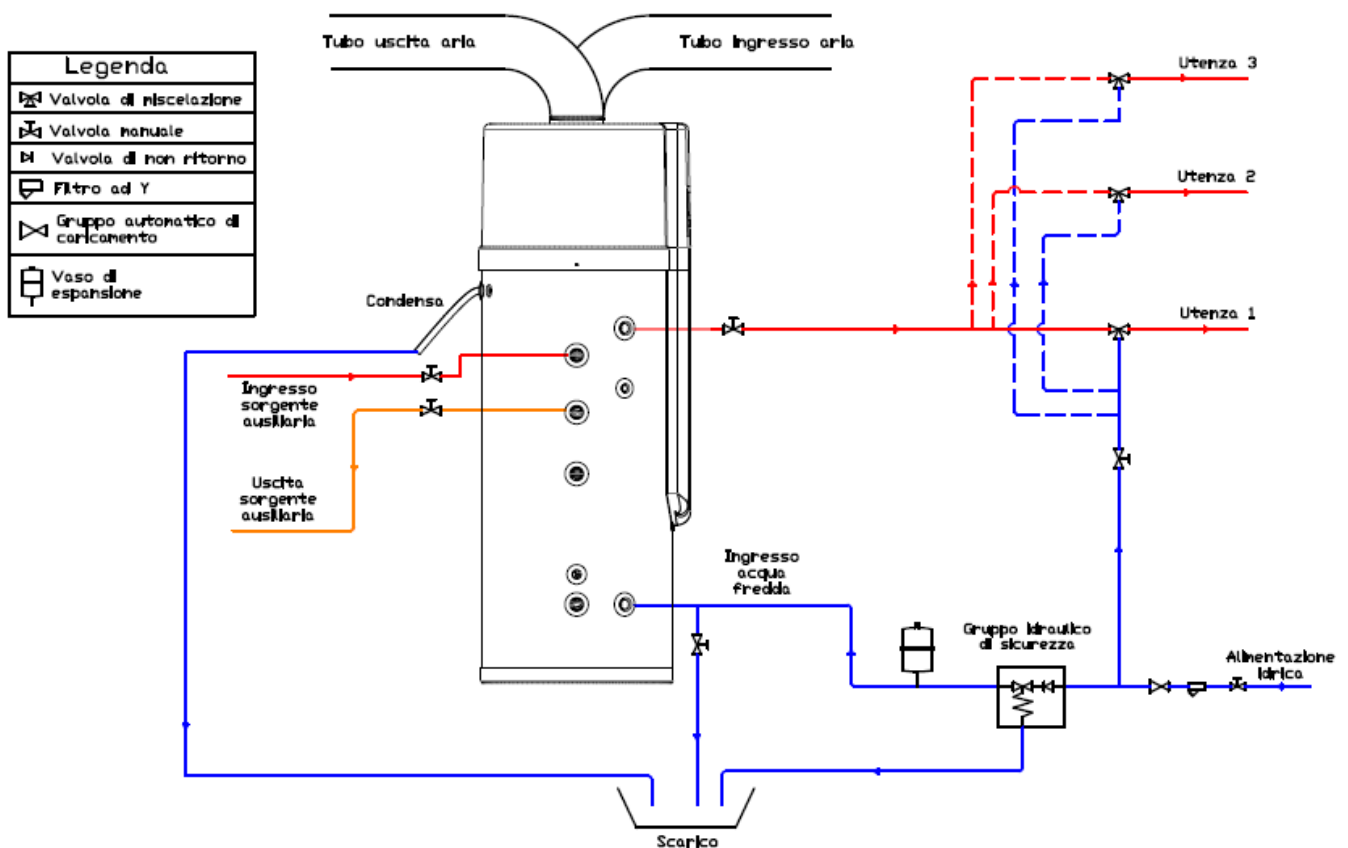 Tubo uscita aria
Tubo ingresso aria
Legenda
Valvola di miscelazione
Valvola manuale
Valvola di non ritorno
Filtro ad Y
Gruppo automatico di
caricamento
Vaso di
espansione
Utenza 3
Utenza 2
Utenza 1
Condensa
Ingresso
sorgente
ausiliaria
Uscita
sorgente
ausiliaria
Ingresso
acqua
fredda
Gruppo idraulico
di sicurezza
Alimentazione
idrica
Scarico